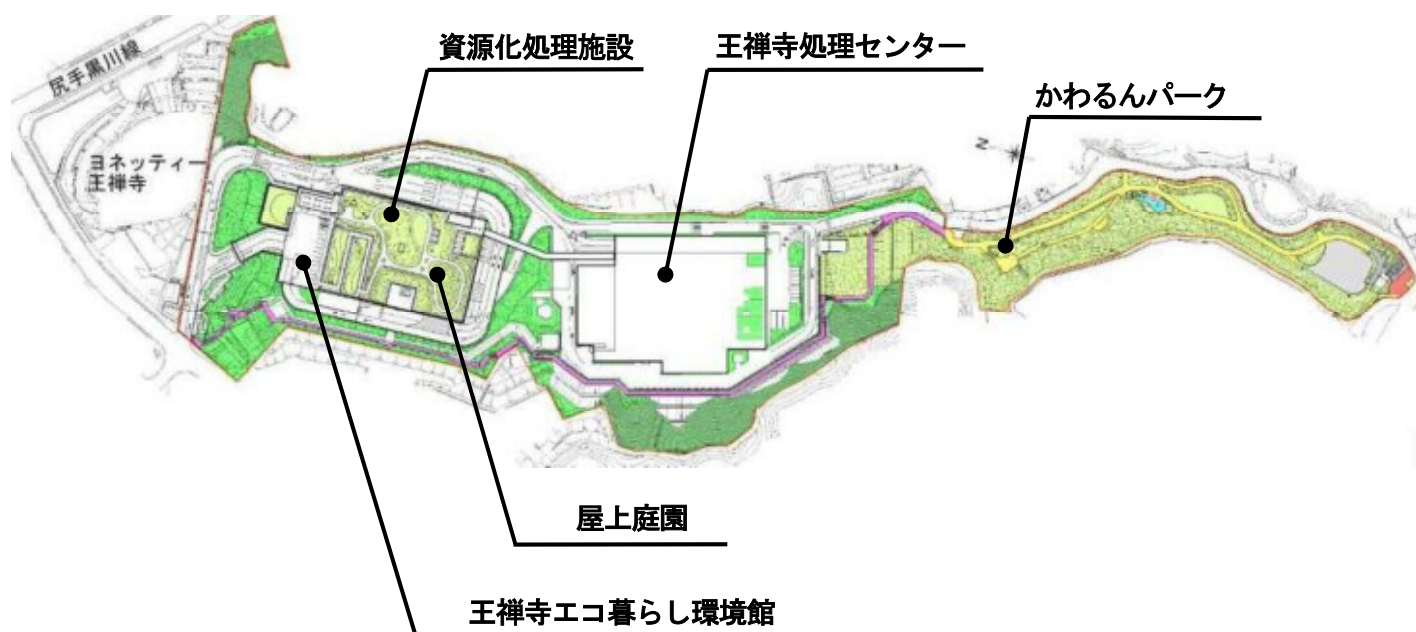 資源化処理施設
王禅寺処理センター
かわるんパーク
尻手黒川線
ヨネッティー
王禅寺
N
屋上庭園
王禅寺エコ暮らし環境館